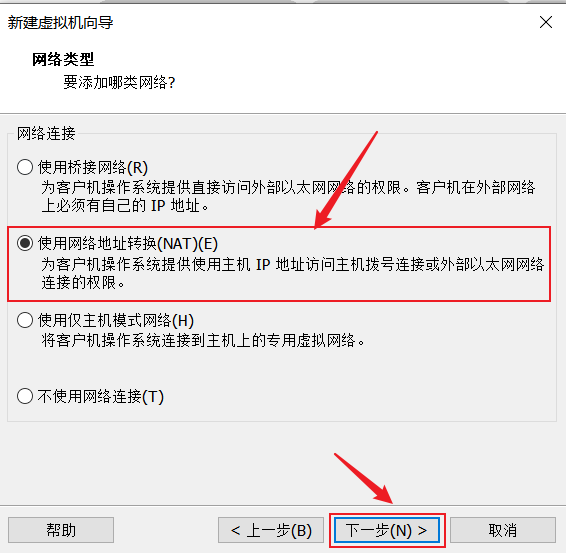 新建虚拟机向导
网络类型
要添加哪类网络?
网络连接
使用桥接网络(R)
为客户机操作系统提供直接访问外部以太网网络的权限。客户机在外部网络
上必须有自己的 IP 地址。
使用网络地址转换(NAT)(E)
为客户机操作系统提供使用主机 IP 地址访问主机拨号连接或外部以太网网络
连接的权限。
使用仅主机模式网络(H)
将客户机操作系统连接到主机上的专用虚拟网络。
不使用网络连接(T)
帮助
< 上一步(B)
下一步(N) >
取消